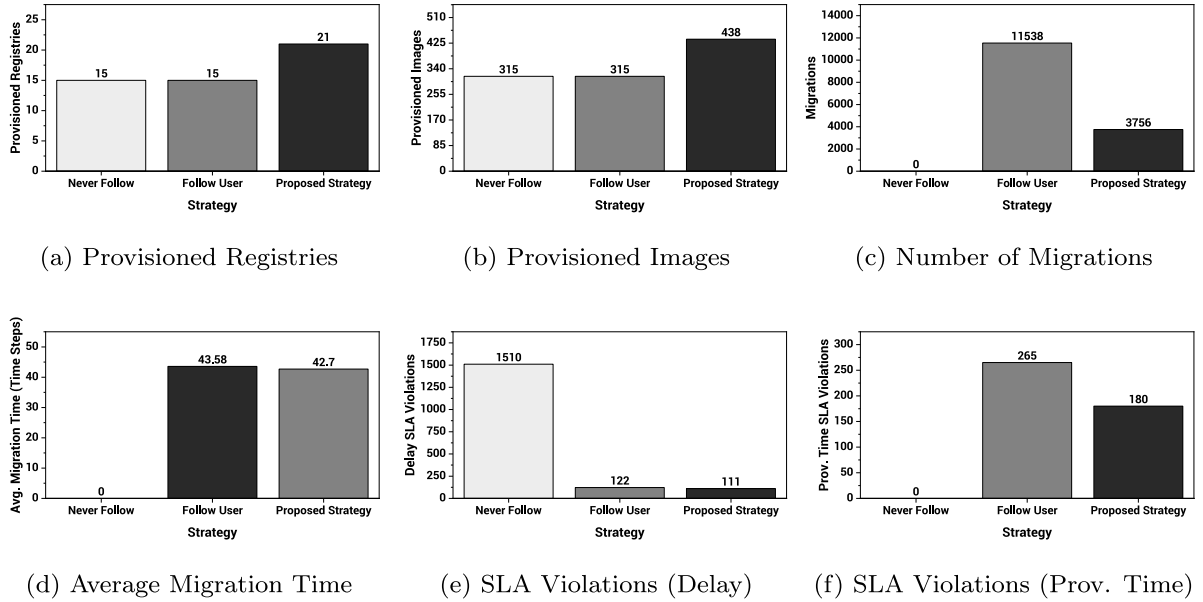 Provisioned Registries
25
20
15
10
5
0
15
15
21
Never Follow
Follow User
Proposed Strategy
Strategy
(a) Provisioned Registries
Provisioned Images
510
425
340
255
170
85
0
315
315
438
Never Follow
Follow User
Proposed Strategy
Strategy
(b) Provisioned Images
Migrations
14000
12000
10000
8000
6000
4000
2000
0
0
11538
3756
Never Follow
Follow User
Proposed Strategy
Strategy
(c) Number of Migrations
Avg. Migration Time (Time Steps)
50
40
30
20
10
0
0
43.58
42.7
Never Follow
Follow User
Proposed Strategy
Strategy
(d) Average Migration Time
Delay SLA Violations
1750
1500
1250
1000
750
500
250
0
1510
122
111
Never Follow
Follow User
Proposed Strategy
Strategy
(e) SLA Violations (Delay)
Prov. Time SLA Violations
300
250
200
150
100
50
0
0
265
180
Never Follow
Follow User
Proposed Strategy
Strategy
(f) SLA Violations (Prov. Time)